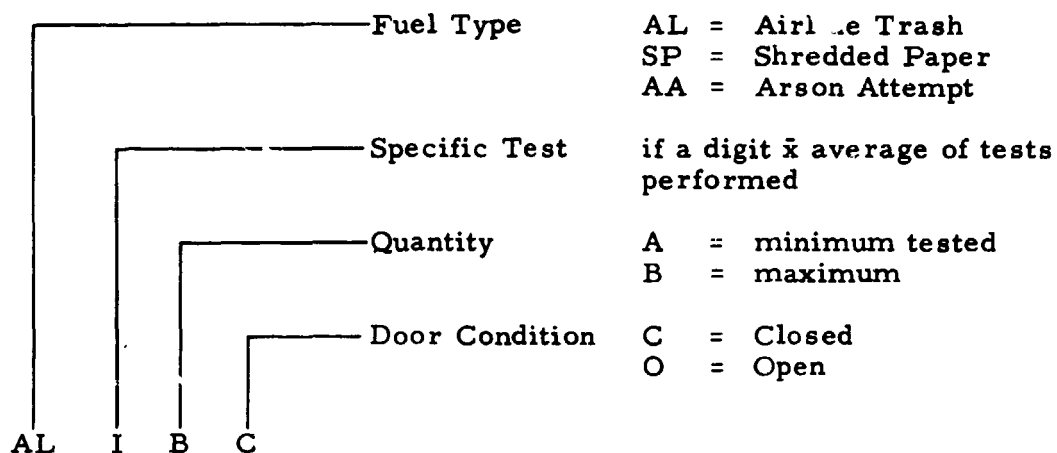 Fuel Type AL = Trash
SP = Shredded Paper
AA = Arson Attempt
Specific Test if a digit x̄ average of tests
performed
Quantity A = minimum tested
B = maximum
Door Condition C = Closed
O = Open
AL I B C